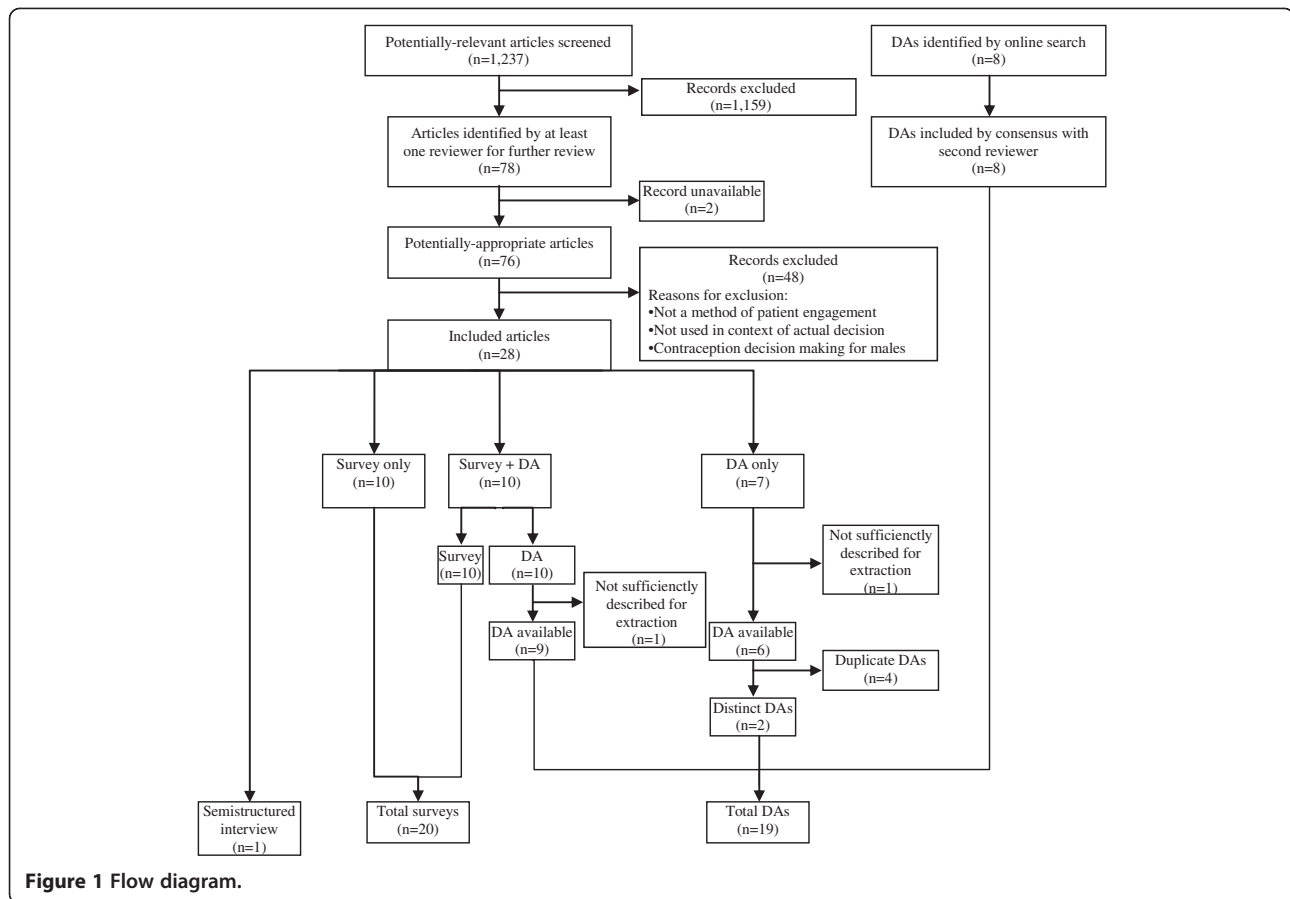 Potentially-relevant articles screened
(n=1,237)
DAs identified by online search
(n=8)
Records excluded
(n=1,159)
Articles identified by at least
one reviewer for further review
(n=78)
DAs included by consensus with
second reviewer
(n=8)
Record unavailable
(n=2)
Potentially-appropriate articles
(n=76)
Records excluded
(n=48)
Reasons for exclusion:
•Not a method of patient engagement
•Not used in context of actual decision
•Contraception decision making for males
Included articles
(n=28)
Survey only
(n=10)
Survey + DA
(n=10)
DA only
(n=7)
Survey
(n=10)
DA
(n=10)
Not sufficienctly
described for
extraction
(n=1)
Not sufficienctly
described for
extraction
(n=1)
DA available
(n=9)
DA available
(n=6)
Duplicate DAs
(n=4)
Distinct DAs
(n=2)
Semistructured
interview
(n=1)
Total surveys
(n=20)
Total DAs
(n=19)
Figure 1 Flow diagram.